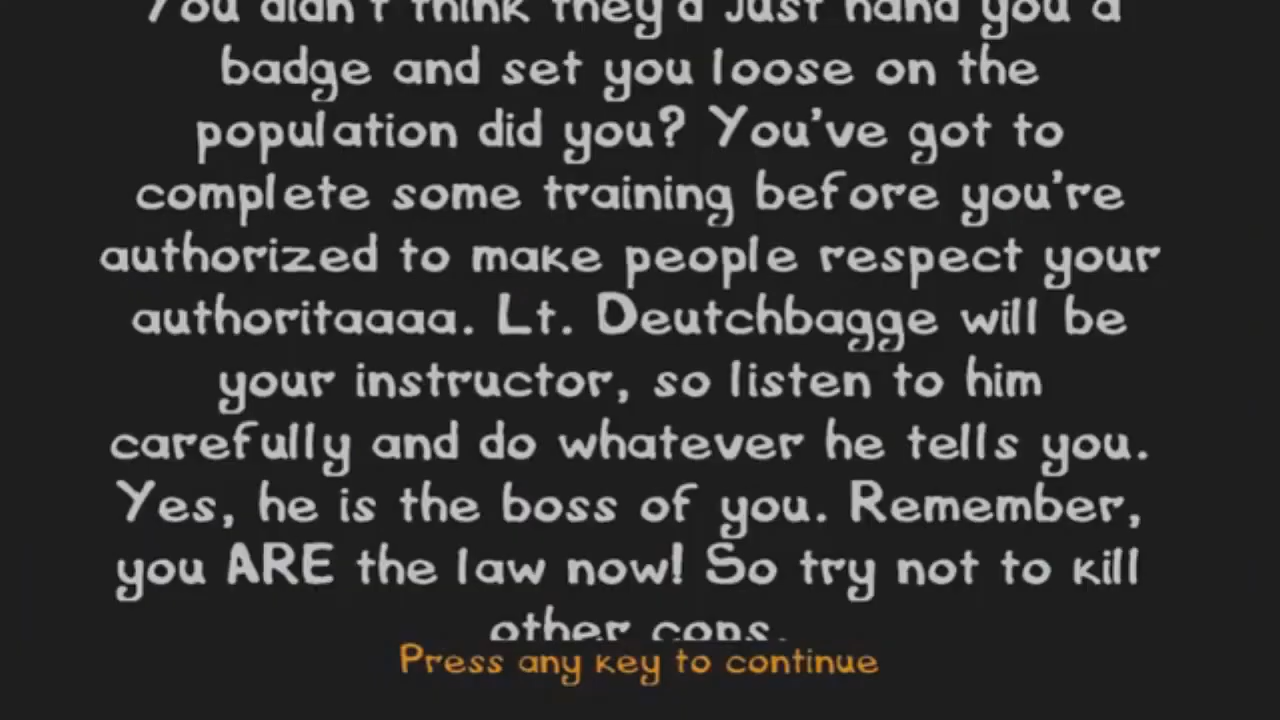 You didn't think they'd just hand you a
badge and set you loose on the
population did you? You've got to
complete some training before you're
authorized to make people respect your
authoritaaaa. Lt. Deutchbagge will be
your instructor, so listen to him
carefully and do whatever he tells you.
Yes, he is the boss of you. Remember,
you ARE the law now! So try not to kill
other cops.
Press any key to continue